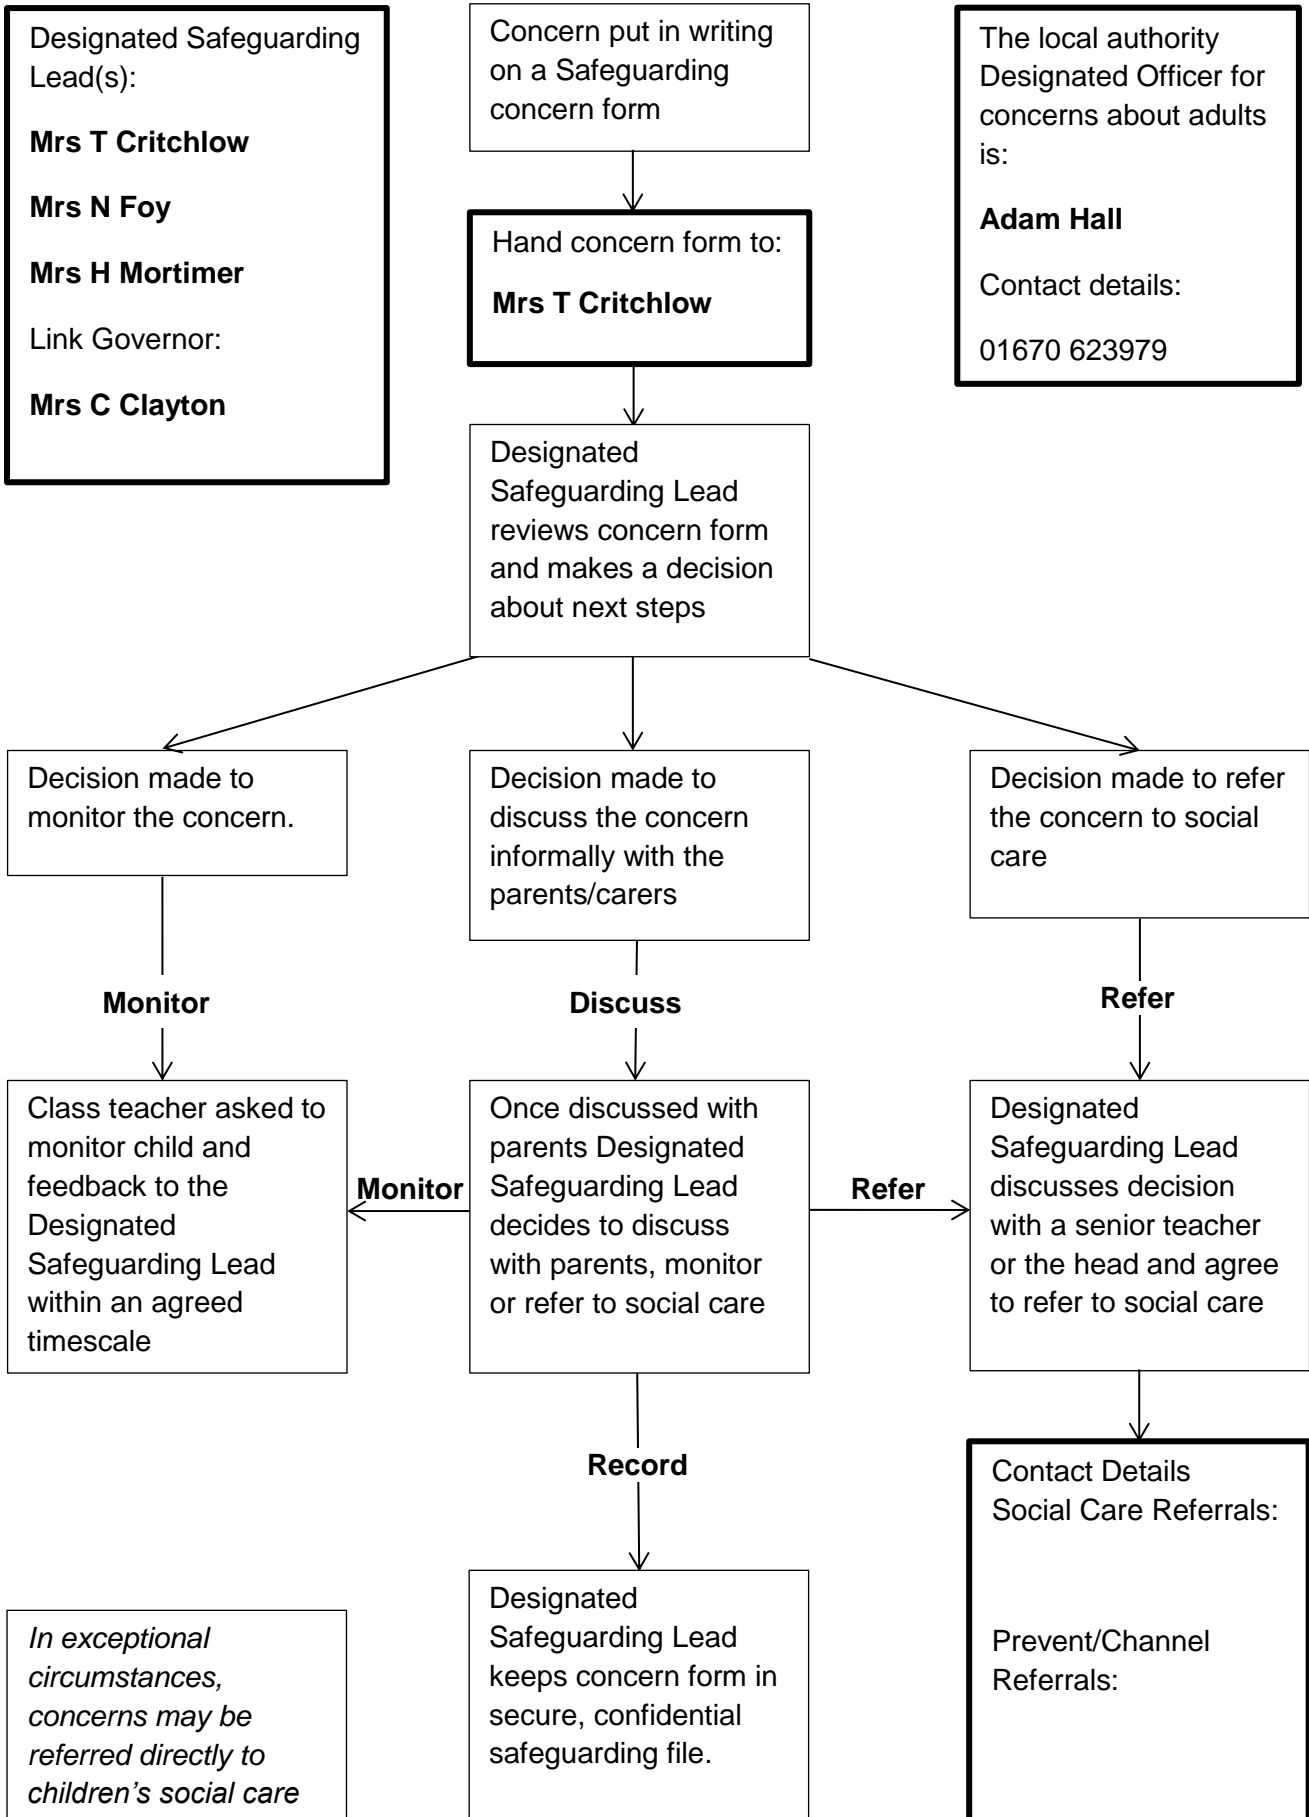 Designated Safeguarding
Lead(s):
Mrs T Critchlow
Mrs N Foy
Mrs H Mortimer
Link Governor:
Mrs C Clayton
Concern put in writing
on a Safeguarding
concern form
The local authority
Designated Officer for
concerns about adults
is:
Adam Hall
Contact details:
01670 623979
Hand concern form to:
Mrs T Critchlow
Designated
Safeguarding Lead
reviews concern form
and makes a decision
about next steps
Decision made to
monitor the concern.
Decision made to
discuss the concern
informally with the
parents/carers
Decision made to refer
the concern to social
care
Monitor
Discuss
Refer
Class teacher asked to
monitor child and
feedback to the
Designated
Safeguarding Lead
within an agreed
timescale
Monitor
Once discussed with
parents Designated
Safeguarding Lead
decides to discuss
with parents, monitor
or refer to social care
Refer
Designated
Safeguarding Lead
discusses decision
with a senior teacher
or the head and agree
to refer to social care
Record
Contact Details
Social Care Referrals:
Prevent/Channel
Referrals:
Designated
Safeguarding Lead
keeps concern form in
secure, confidential
safeguarding file.
In exceptional
circumstances,
concerns may be
referred directly to
children’s social care